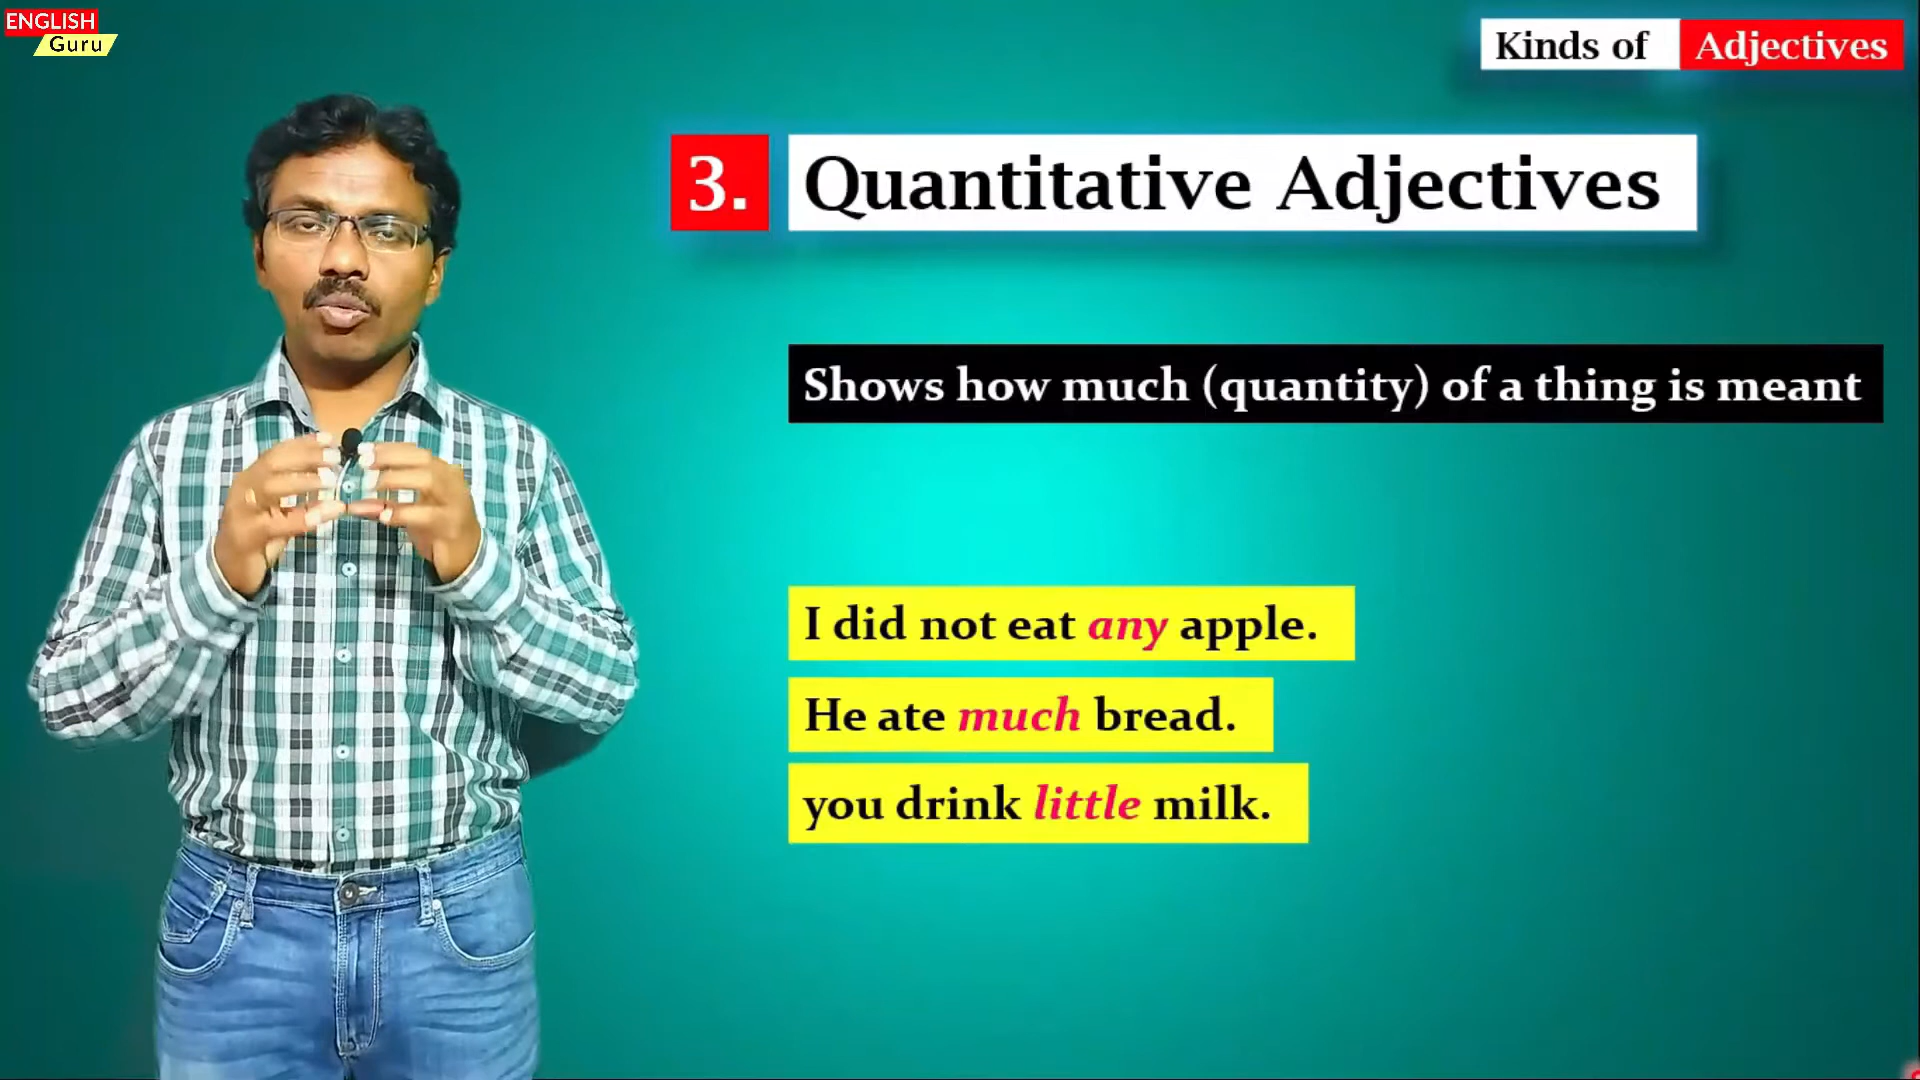 ENGLISH
Guru
Kinds of Adjectives
3. Quantitative Adjectives
Shows how much (quantity) of a thing is meant
I did not eat any apple.
He ate much bread.
you drink little milk.